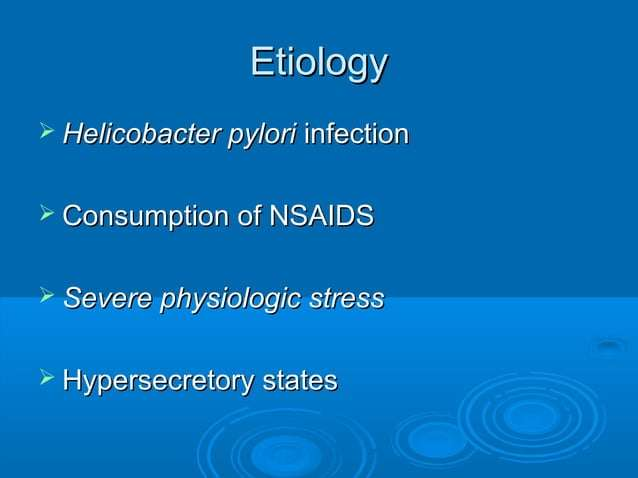 Etiology
Helicobacter pylori infection
Consumption of NSAIDS
Severe physiologic stress
Hypersecretory states